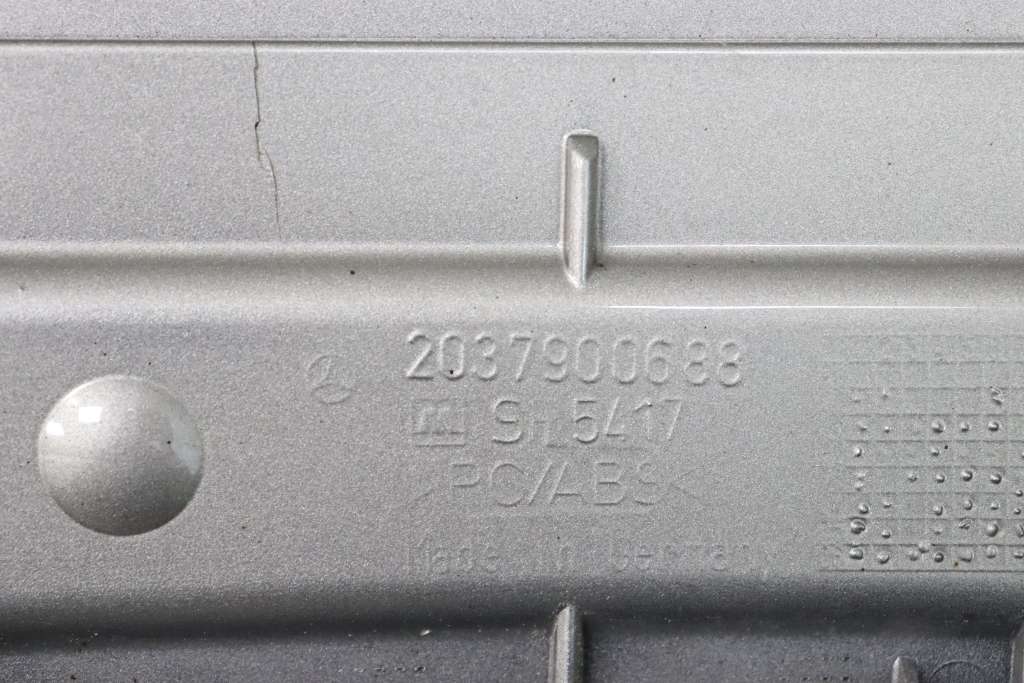 2037900688
5417
>PC/ABS<
Made in Germany